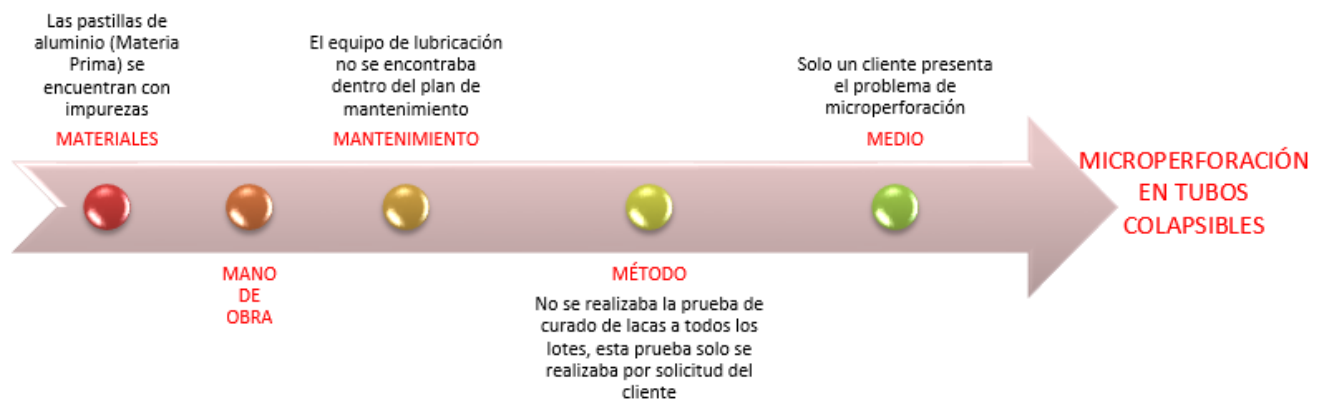 Las pastillas de
aluminio (Materia
Prima) se
encuentran con
impurezas
MATERIALES
El equipo de lubricación
no se encontraba
dentro del plan de
mantenimiento
MANTENIMIENTO
Solo un cliente presenta
el problema de
microperforación
MEDIO
MICROPERFORACIÓN
EN TUBOS
COLAPSIBLES
MANO
DE
OBRA
MÉTODO
No se realizaba la prueba de
curado de lacas a todos los
lotes, esta prueba solo se
realizaba por solicitud del
cliente